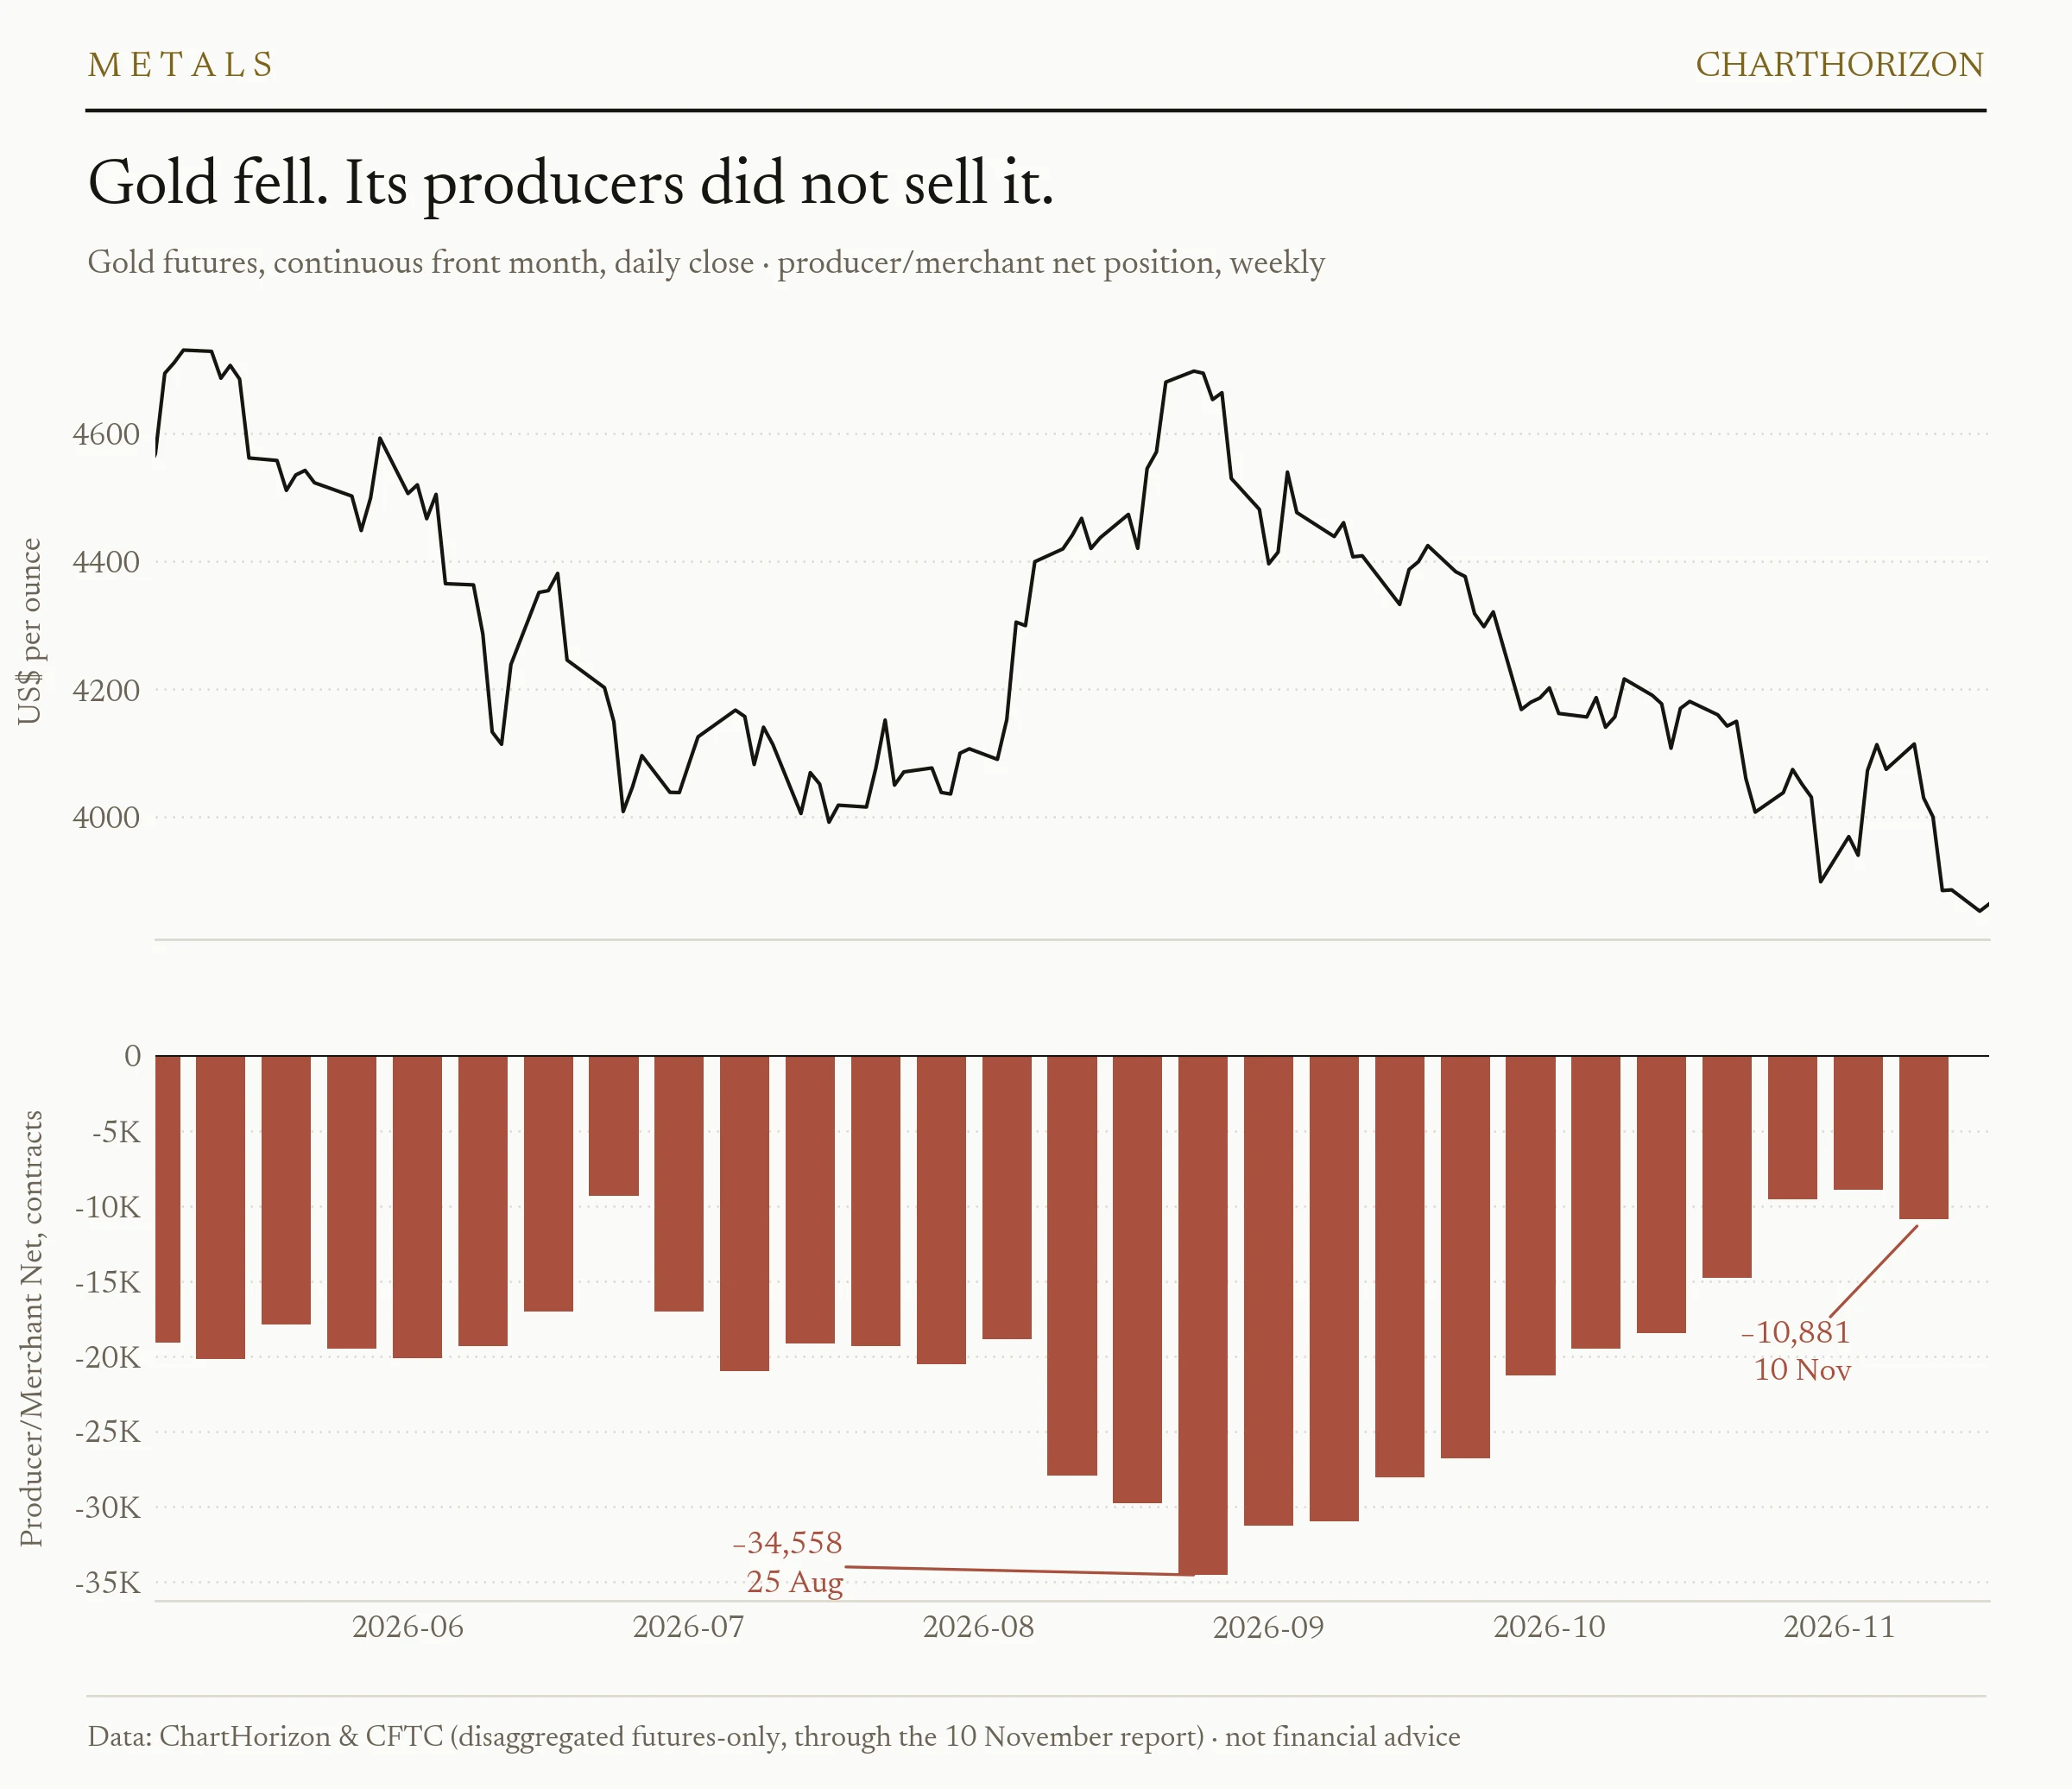 METALS
CHARTHORIZON
Gold fell. Its producers did not sell it.
Gold futures, continuous front month, daily close · producer/merchant net position, weekly
US$ per ounce
4600
4400
4200
4000
Producer/Merchant Net, contracts
0
-5K
-10K
-15K
-20K
-25K
-30K
-35K
–10,881
10 Nov
–34,558
25 Aug
2026-06
2026-07
2026-08
2026-09
2026-10
2026-11
Data: ChartHorizon & CFTC (disaggregated futures-only, through the 10 November report) · not financial advice